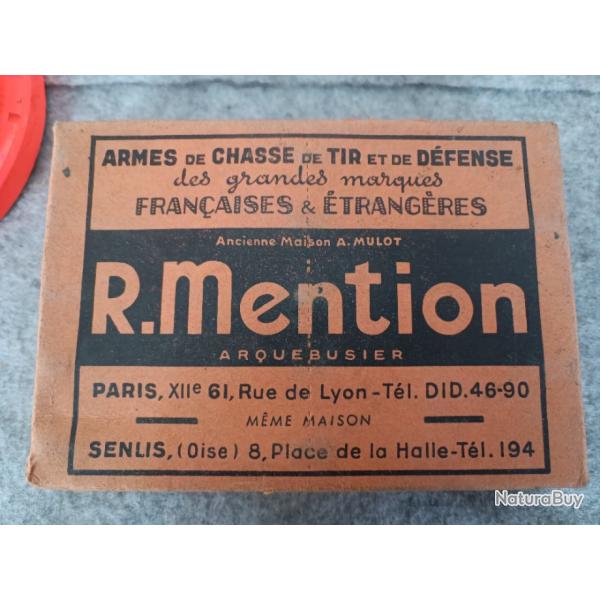 ARMES DE CHASSE DE TIR ET DE DÉFENSE
des grandes marques
FRANÇAISES & ÉTRANGÈRES
Ancienne Maison A. MULOT
R.Mention
ARQUEBUSIER
PARIS, XIIe 61, Rue de Lyon - Tél. DID. 46-90
MÊME MAISON
SENLIS, (Oise) 8, Place de la Halle - Tél. 194
NaturaBuy